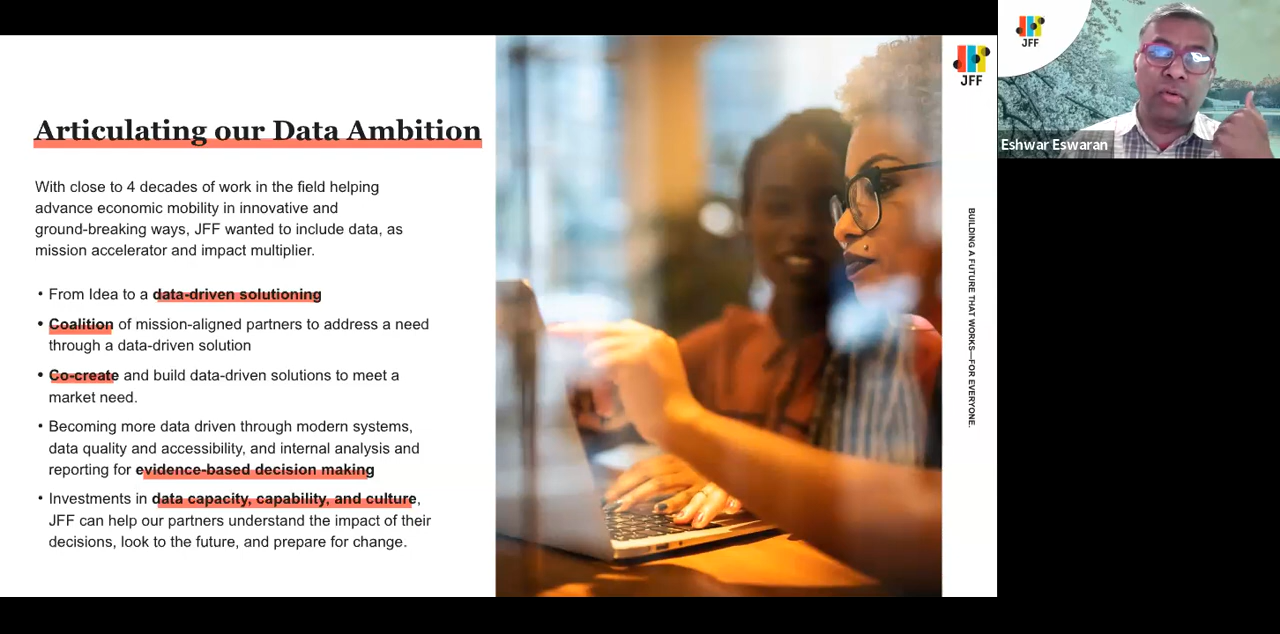 Articulating our Data Ambition
With close to 4 decades of work in the field helping
advance economic mobility in innovative and
ground-breaking ways, JFF wanted to include data, as
mission accelerator and impact multiplier.
• From Idea to a data-driven solutioning
• Coalition of mission-aligned partners to address a need
through a data-driven solution
• Co-create and build data-driven solutions to meet a
market need.
• Becoming more data driven through modern systems,
data quality and accessibility, and internal analysis and
reporting for evidence-based decision making
• Investments in data capacity, capability, and culture,
JFF can help our partners understand the impact of their
decisions, look to the future, and prepare for change.
JFF
BUILDING A FUTURE THAT WORKS—FOR EVERYONE.
JFF
Eshwar Eswaran